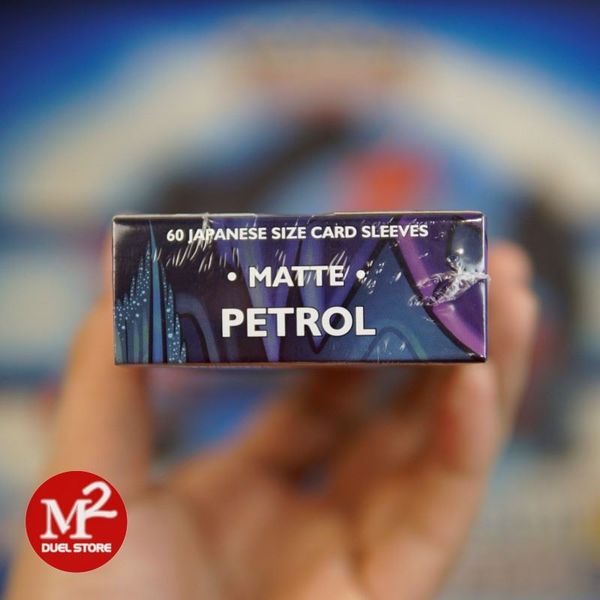 60 JAPANESE SIZE CARD SLEEVES
• MATTE •
PETROL
M2
DUEL STORE